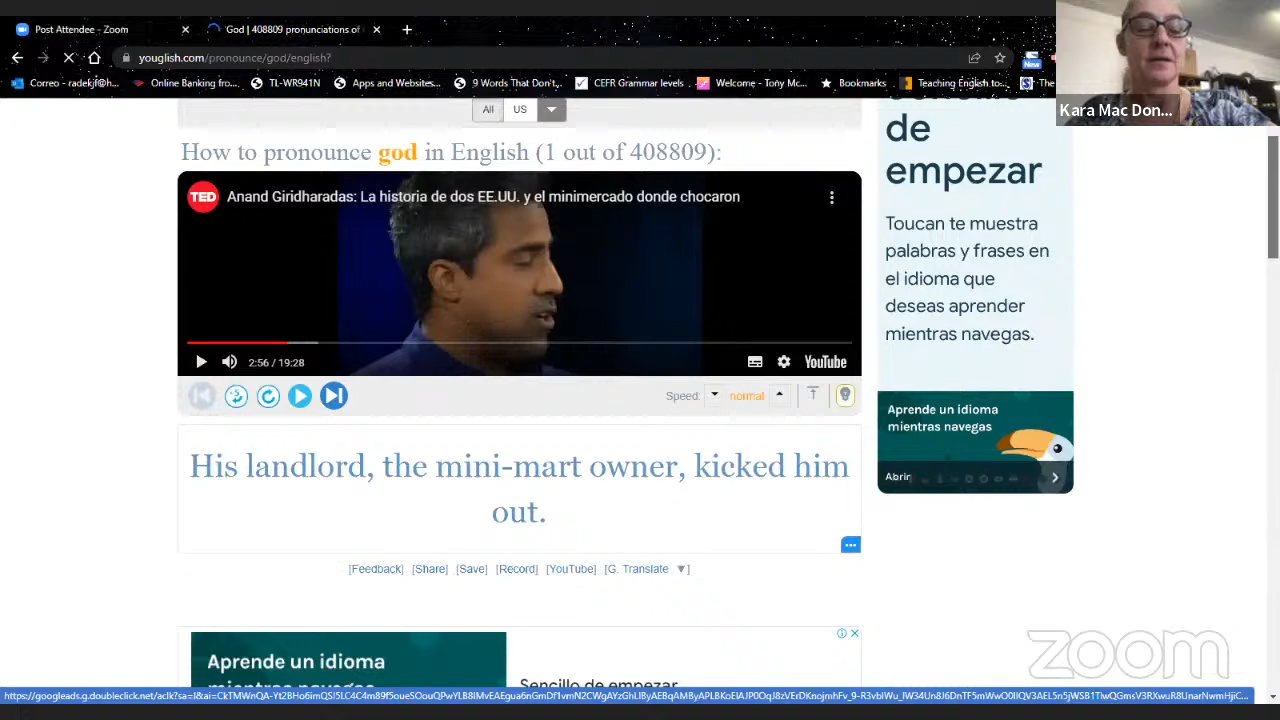 Post Attendee - Zoom
God | 408809 pronunciations of
youglish.com/pronounce/god/english?
New
Correo - radekjf@h...
Online Banking from...
TL-WR941N
Apps and Websites...
9 Words That Don't...
CEFR Grammar levels
Welcome - Tony Mc...
Bookmarks
Teaching English to...
The
Kara Mac Don...
All
US
de
empezar
How to pronounce god in English (1 out of 408809):
TED
Anand Giridharadas: La historia de dos EE.UU. y el minimercado donde chocaron
Toucan te muestra
palabras y frases en
el idioma que
deseas aprender
mientras navegas.
2:56 / 19:28
YouTube
Speed:
normal
Aprende un idioma
mientras navegas
Abrir
His landlord, the mini-mart owner, kicked him
out.
[Feedback] [Share] [Save] [Record] [YouTube] [G. Translate ▼]
Aprende un idioma
Sencillo de empezar
zoom